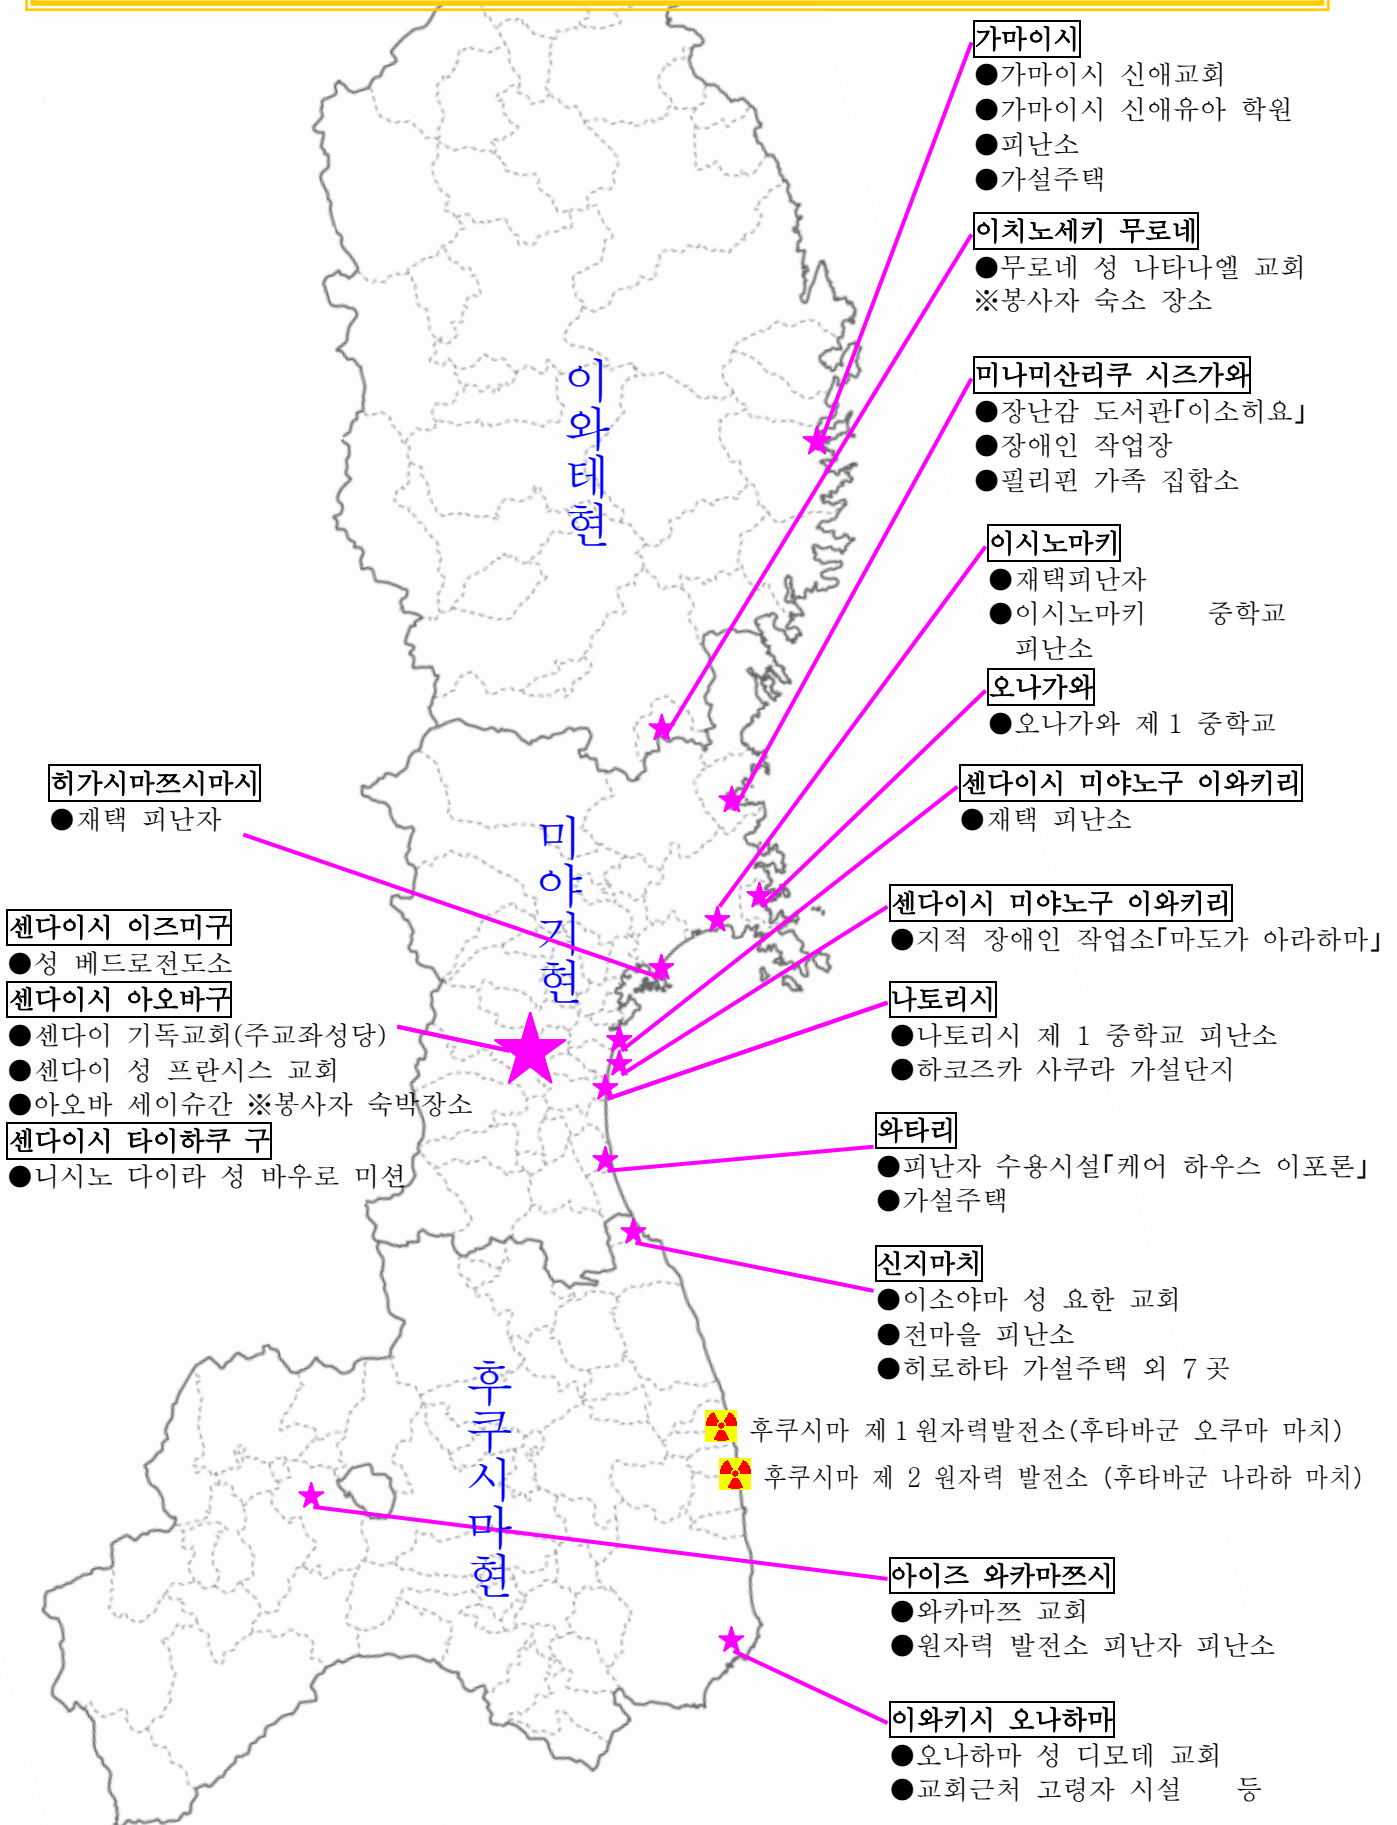 가마이시
●가마이시 신애교회
●가마이시 신애유아 학원
●피난소
●가설주택
이치노세키 무로네
●무로네 성 나타나엘 교회
※봉사자 숙소 장소
미나미산리쿠 시즈가와
●장난감 도서관「이소히요」
●장애인 작업장
●필리핀 가족 집합소
이시노마키
●재택피난자
●이시노마키 중학교
피난소
오나가와
●오나가와 제1 중학교
센다이시 미야노구 이와키리
●재택 피난소
센다이시 미야노구 이와키리
●지적 장애인 작업소「마도가 아라하마」
나토리시
●나토리시 제 1 중학교 피난소
●하코즈카 사쿠라 가설단지
와타리
●피난자 수용시설「케어 하우스 이포론」
●가설주택
신지마치
●이소야마 성 요한 교회
●전마을 피난소
●히로하타 가설주택 외 7곳
후쿠시마 제1원자력발전소(후타바군 오쿠마 마치)
후쿠시마 제 2 원자력 발전소 (후타바군 나라하 마치)
아이즈 와카마쯔시
●와카마쯔 교회
●원자력 발전소 피난자 피난소
이와키시 오나하마
●오나하마 성 디모데 교회
●교회근처 고령자 시설 등
히가시마쯔시마시
●재택 피난자
센다이시 이즈미구
●성 베드로전도소
센다이시 아오바구
●센다이 기독교회(주교좌성당)
●센다이 성 프란시스 교회
●아오바 세이슈간 ※봉사자 숙박장소
센다이시 타이하쿠 구
●니시노 다이라 성 바우로 미션
이와테현
미야기현
후쿠시마현